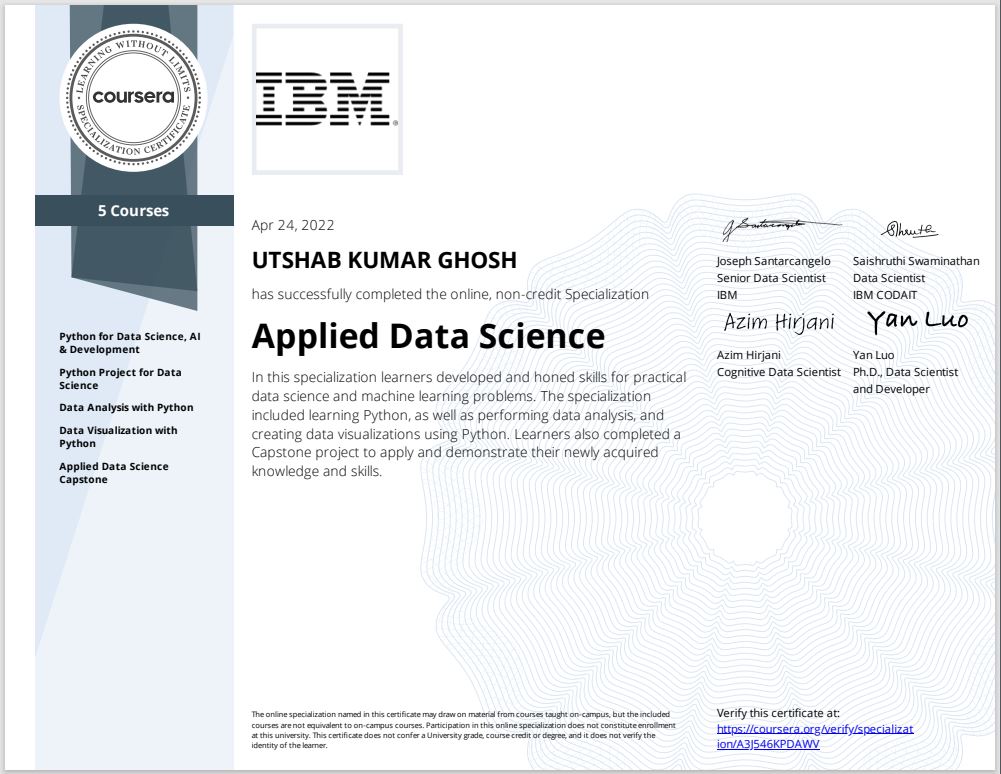 LEARNING WITHOUT LIMITS
coursera
SPECIALIZATION CERTIFICATE
5 Courses
Python for Data Science, AI
& Development
Python Project for Data
Science
Data Analysis with Python
Data Visualization with
Python
Applied Data Science
Capstone
IBM®
Apr 24, 2022
UTSHAB KUMAR GHOSH
has successfully completed the online, non-credit Specialization
Applied Data Science
In this specialization learners developed and honed skills for practical
data science and machine learning problems. The specialization
included learning Python, as well as performing data analysis, and
creating data visualizations using Python. Learners also completed a
Capstone project to apply and demonstrate their newly acquired
knowledge and skills.
Joseph Santarcangelo
Senior Data Scientist
IBM
Saishruthi Swaminathan
Data Scientist
IBM CODAIT
Azim Hirjani
Azim Hirjani
Cognitive Data Scientist
Yan Luo
Yan Luo
Ph.D., Data Scientist
and Developer
The online specialization named in this certificate may draw on material from courses taught on-campus, but the included
courses are not equivalent to on-campus courses. Participation in this online specialization does not constitute enrollment
at this university. This certificate does not confer a University grade, course credit or degree, and it does not verify the
identity of the learner.
Verify this certificate at:
https://coursera.org/verify/specializat
ion/A3J546KPDAWV